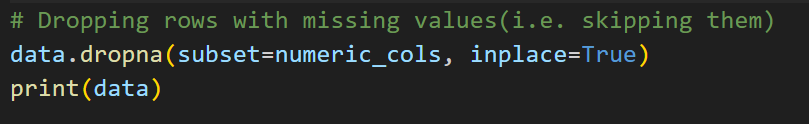 # Dropping rows with missing values(i.e. skipping them)
data.dropna(subset=numeric_cols, inplace=True)
print(data)